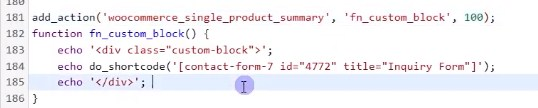 180
181 add_action('woocommerce_single_product_summary', 'fn_custom_block', 100);
182 function fn_custom_block() {
183     echo '<div class="custom-block">';
184     echo do_shortcode('[contact-form-7 id="4772" title="Inquiry Form"]');
185     echo '</div>';
186 }